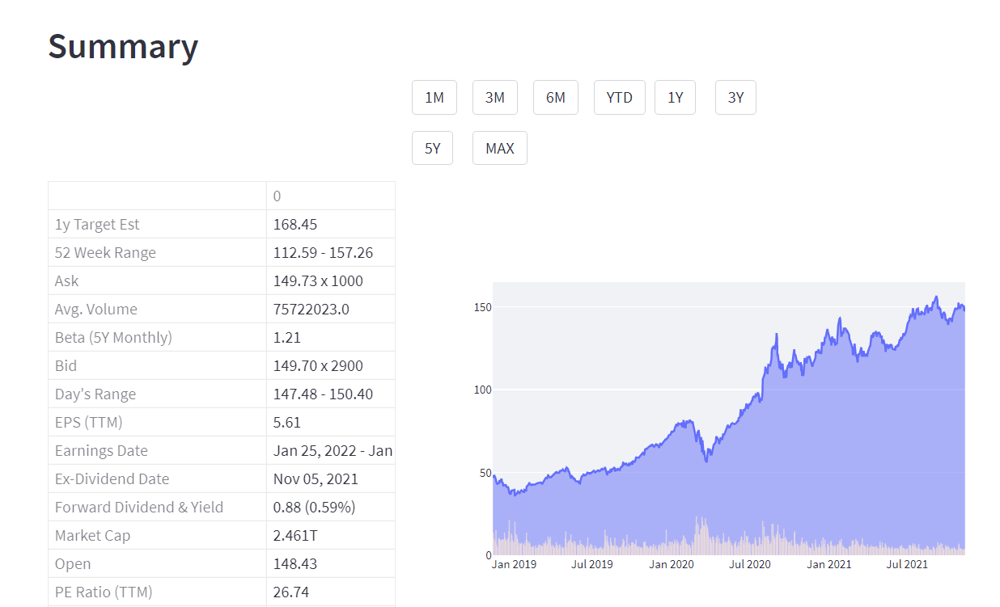 Summary
1M 3M 6M YTD 1Y 3Y
5Y MAX
0
1y Target Est 168.45
52 Week Range 112.59 - 157.26
Ask 149.73 x 1000
Avg. Volume 75722023.0
Beta (5Y Monthly) 1.21
Bid 149.70 x 2900
Day's Range 147.48 - 150.40
EPS (TTM) 5.61
Earnings Date Jan 25, 2022 - Jan
Ex-Dividend Date Nov 05, 2021
Forward Dividend & Yield 0.88 (0.59%)
Market Cap 2.461T
Open 148.43
PE Ratio (TTM) 26.74
150
100
50
0
Jan 2019 Jul 2019 Jan 2020 Jul 2020 Jan 2021 Jul 2021